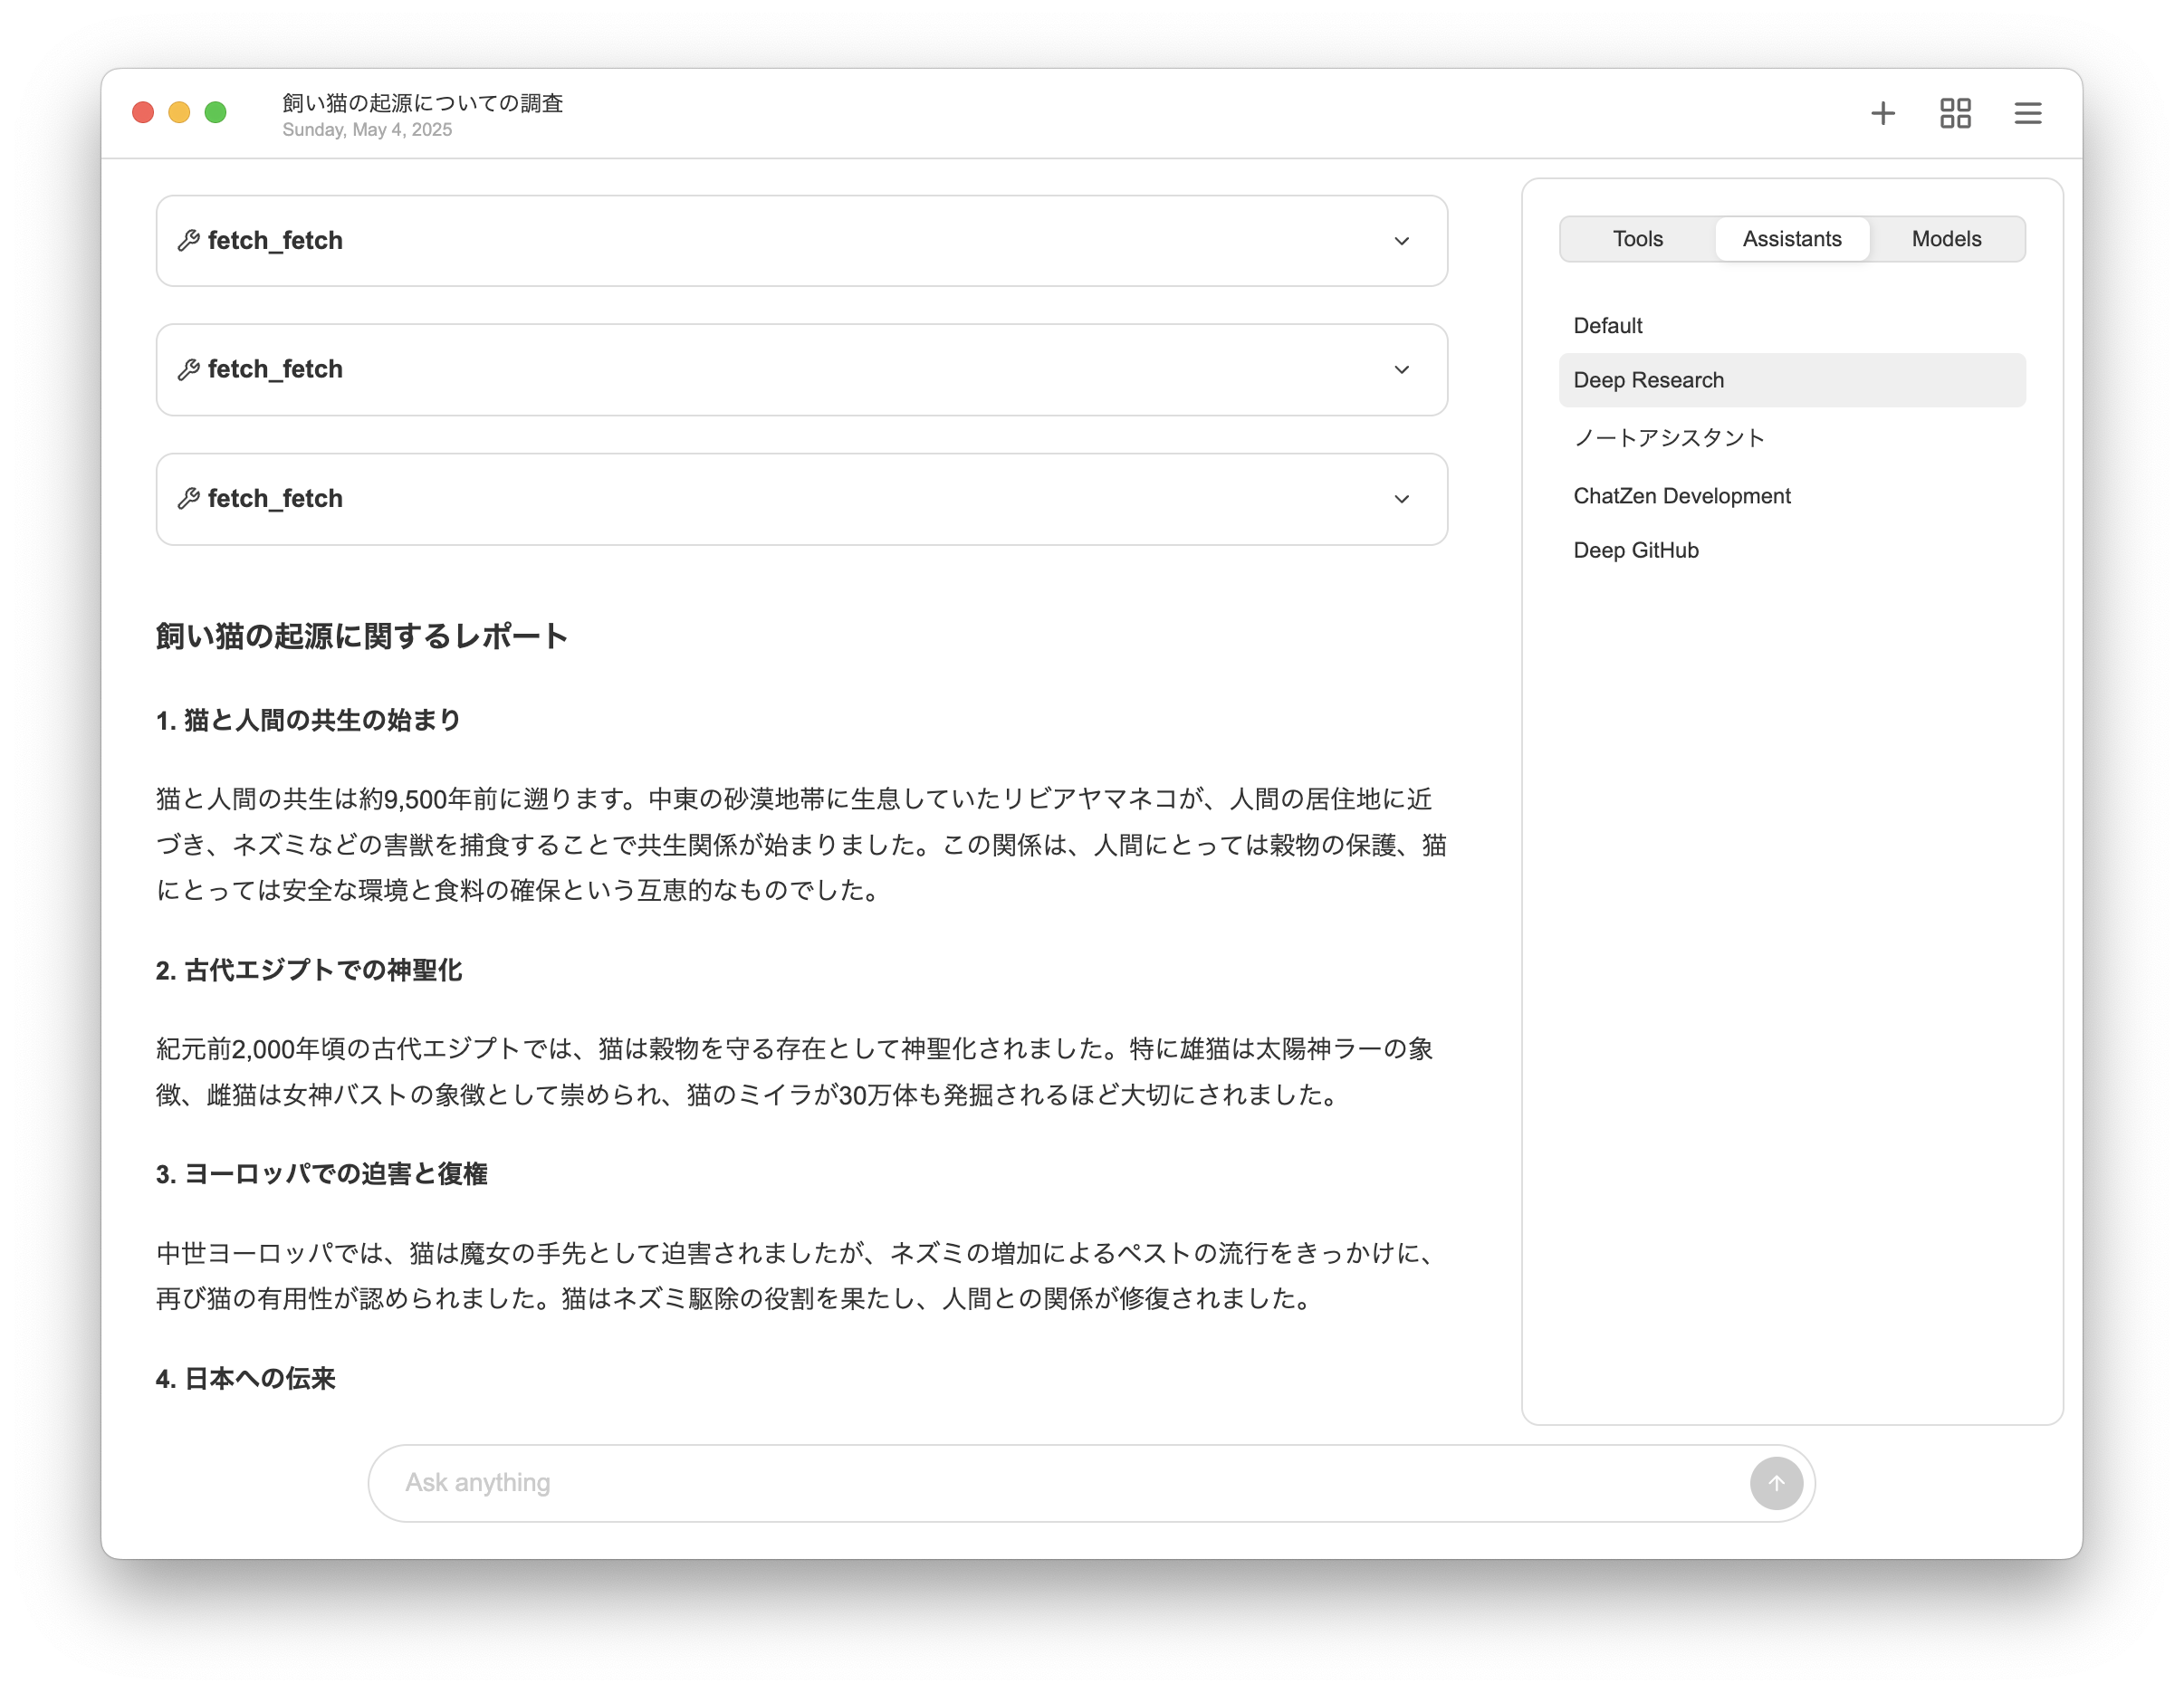 飼い猫の起源についての調査
Sunday, May 4, 2025
fetch_fetch
fetch_fetch
fetch_fetch
飼い猫の起源に関するレポート
1. 猫と人間の共生の始まり
猫と人間の共生は約9,500年前に遡ります。中東の砂漠地帯に生息していたリビアヤマネコが、人間の居住地に近
づき、ネズミなどの害獣を捕食することで共生関係が始まりました。この関係は、人間にとっては穀物の保護、猫
にとっては安全な環境と食料の確保という互恵的なものでした。
2. 古代エジプトでの神聖化
紀元前2,000年頃の古代エジプトでは、猫は穀物を守る存在として神聖化されました。特に雄猫は太陽神ラーの象
徴、雌猫は女神バストの象徴として崇められ、猫のミイラが30万体も発掘されるほど大切にされました。
3. ヨーロッパでの迫害と復権
中世ヨーロッパでは、猫は魔女の手先として迫害されましたが、ネズミの増加によるペストの流行をきっかけに、
再び猫の有用性が認められました。猫はネズミ駆除の役割を果たし、人間との関係が修復されました。
4. 日本への伝来
Tools
Assistants
Models
Default
Deep Research
ノートアシスタント
ChatZen Development
Deep GitHub
Ask anything